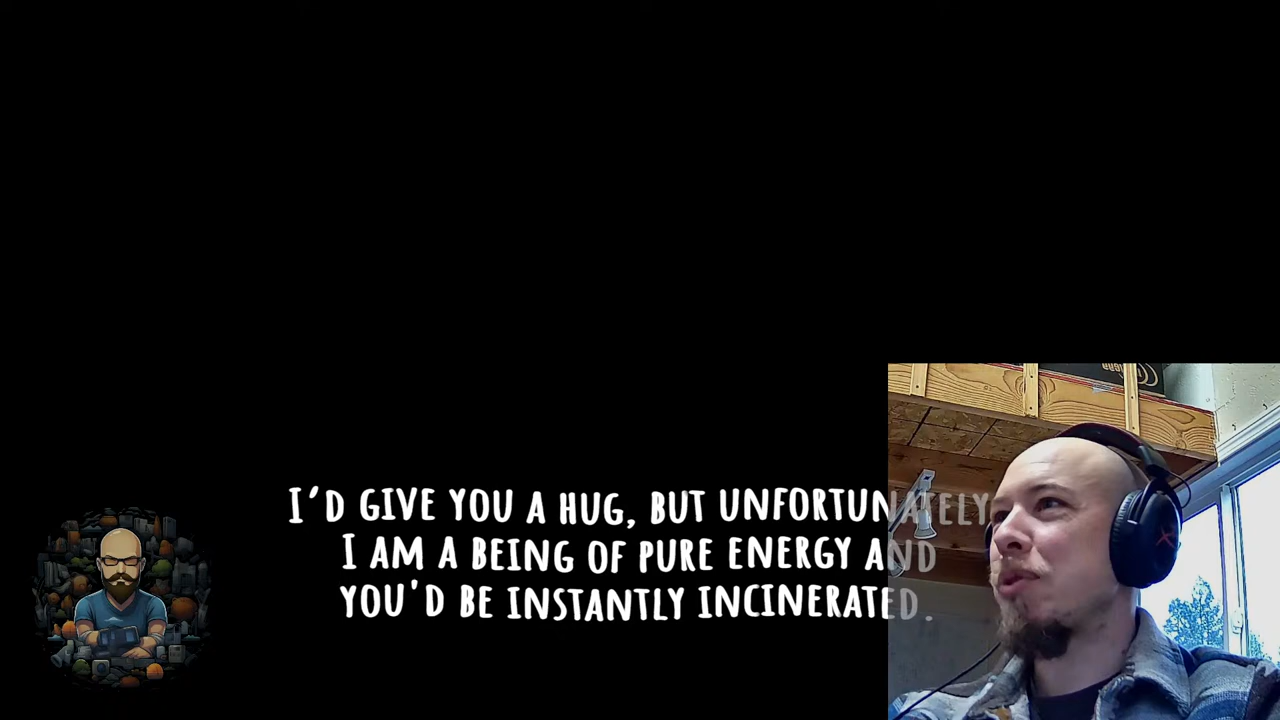 I'D GIVE YOU A HUG, BUT UNFORTUNATELY
I AM A BEING OF PURE ENERGY AND
YOU'D BE INSTANTLY INCINERATED.